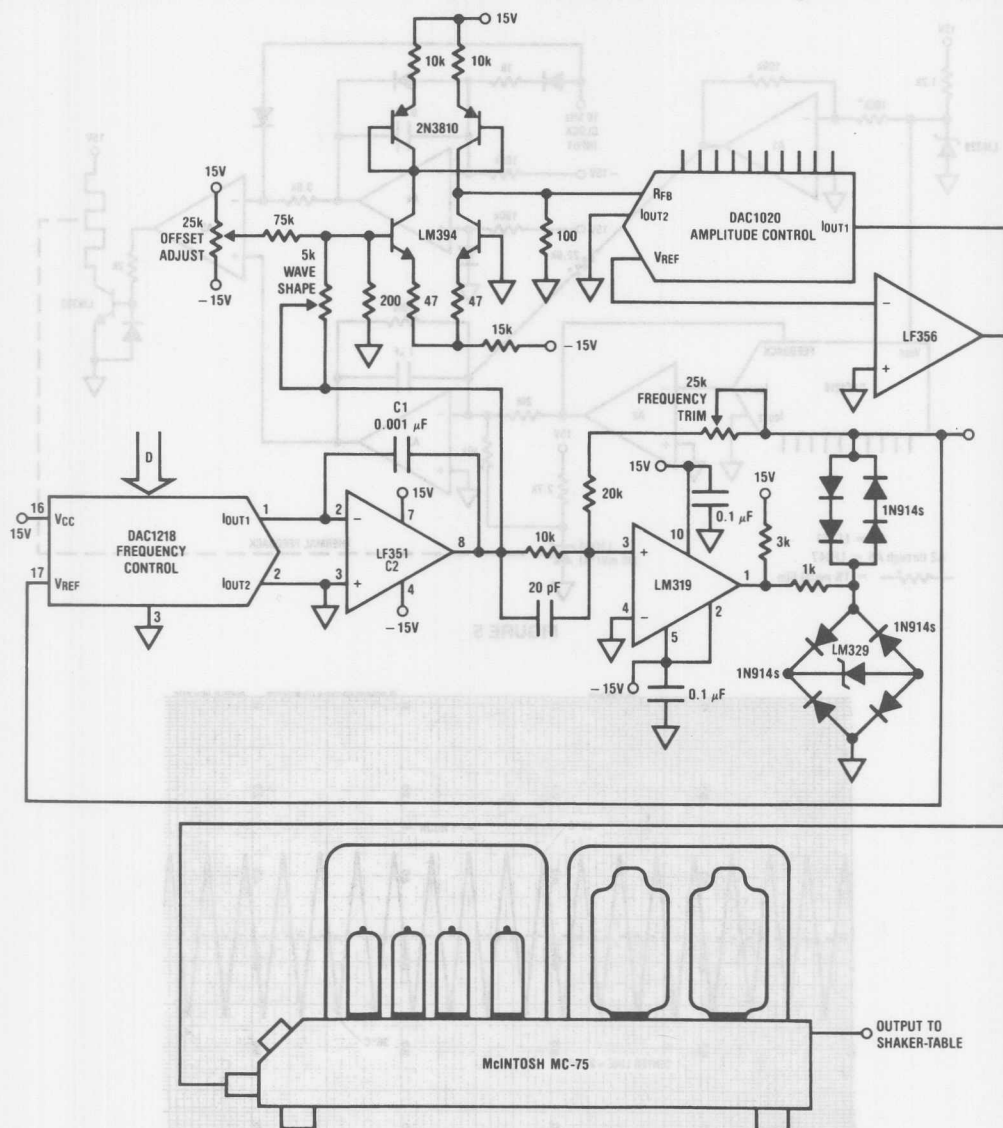 15V
10k 10k
2N3810
15V
25k
OFFSET
ADJUST
75k
-15V
5k
WAVE
SHAPE
LM394
200 47 47
100
15k
-15V
RFB
IOUT2
DAC1020
AMPLITUDE CONTROL
IOUT1
VREF
-
LF356
+
C1
0.001 µF
25k
FREQUENCY
TRIM
D
16 VCC
15V
DAC1218
FREQUENCY
CONTROL
17 VREF
IOUT1 1
IOUT2 2
3
15V
7
2 -
LF351
C2
3 +
8
4
-15V
10k
20 pF
20k
15V
10
0.1 µF
15V
3k
3 +
LM319
4 -
1
2
5
1k
-15V
0.1 µF
1N914s
1N914s
LM329
1N914s
FIGURE 5
McINTOSH MC-75
OUTPUT TO
SHAKER-TABLE